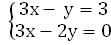 3x− y = 3
3x− 2y = 0